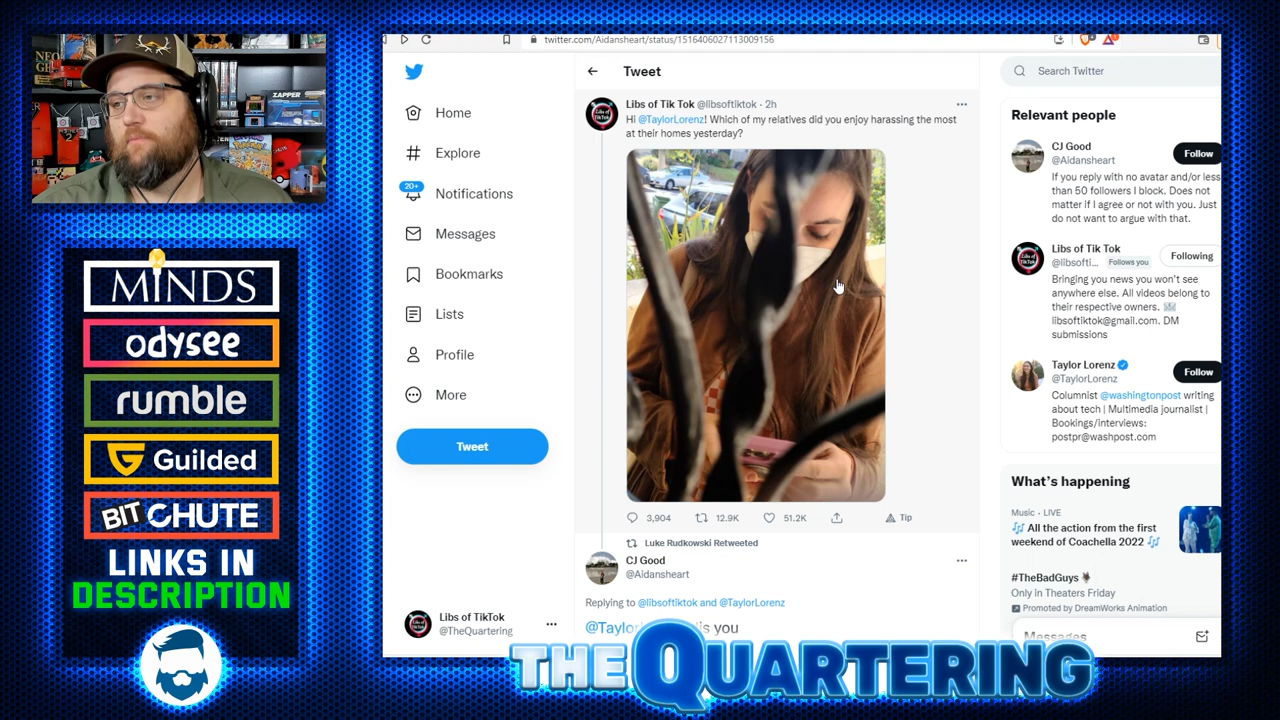 twitter.com/Aidansheart/status/1516406027113009156
ZAPPER
MINDS
odysee
rumble
Guilded
BIT CHUTE
LINKS IN
DESCRIPTION
Home
Explore
20+
Notifications
Messages
Bookmarks
Lists
Profile
More
Tweet
Libs of TikTok
@TheQuartering
Tweet
Libs of Tik Tok @libsoftiktok · 2h
Hi @TaylorLorenz! Which of my relatives did you enjoy harassing the most
at their homes yesterday?
3,904 12.9K 51.2K Tip
Luke Rudkowski Retweeted
CJ Good
@Aidansheart
Replying to @libsoftiktok and @TaylorLorenz
you
Search Twitter
Relevant people
CJ Good
@Aidansheart
Follow
If you reply with no avatar and/or less
than 50 followers I block. Does not
matter if I agree or not with you. Just
do not want to argue with that.
Libs of Tik Tok
@libsofti... Follows you
Following
Bringing you news you won't see
anywhere else. All videos belong to
their respective owners.
libsoftiktok@gmail.com. DM
submissions
Taylor Lorenz
@TaylorLorenz
Follow
Columnist @washingtonpost writing
about tech | Multimedia journalist |
Bookings/interviews:
postpr@washpost.com
What's happening
Music · LIVE
All the action from the first
weekend of Coachella 2022
#TheBadGuys
Only in Theaters Friday
Promoted by DreamWorks Animation
Messages
THE QUARTERING